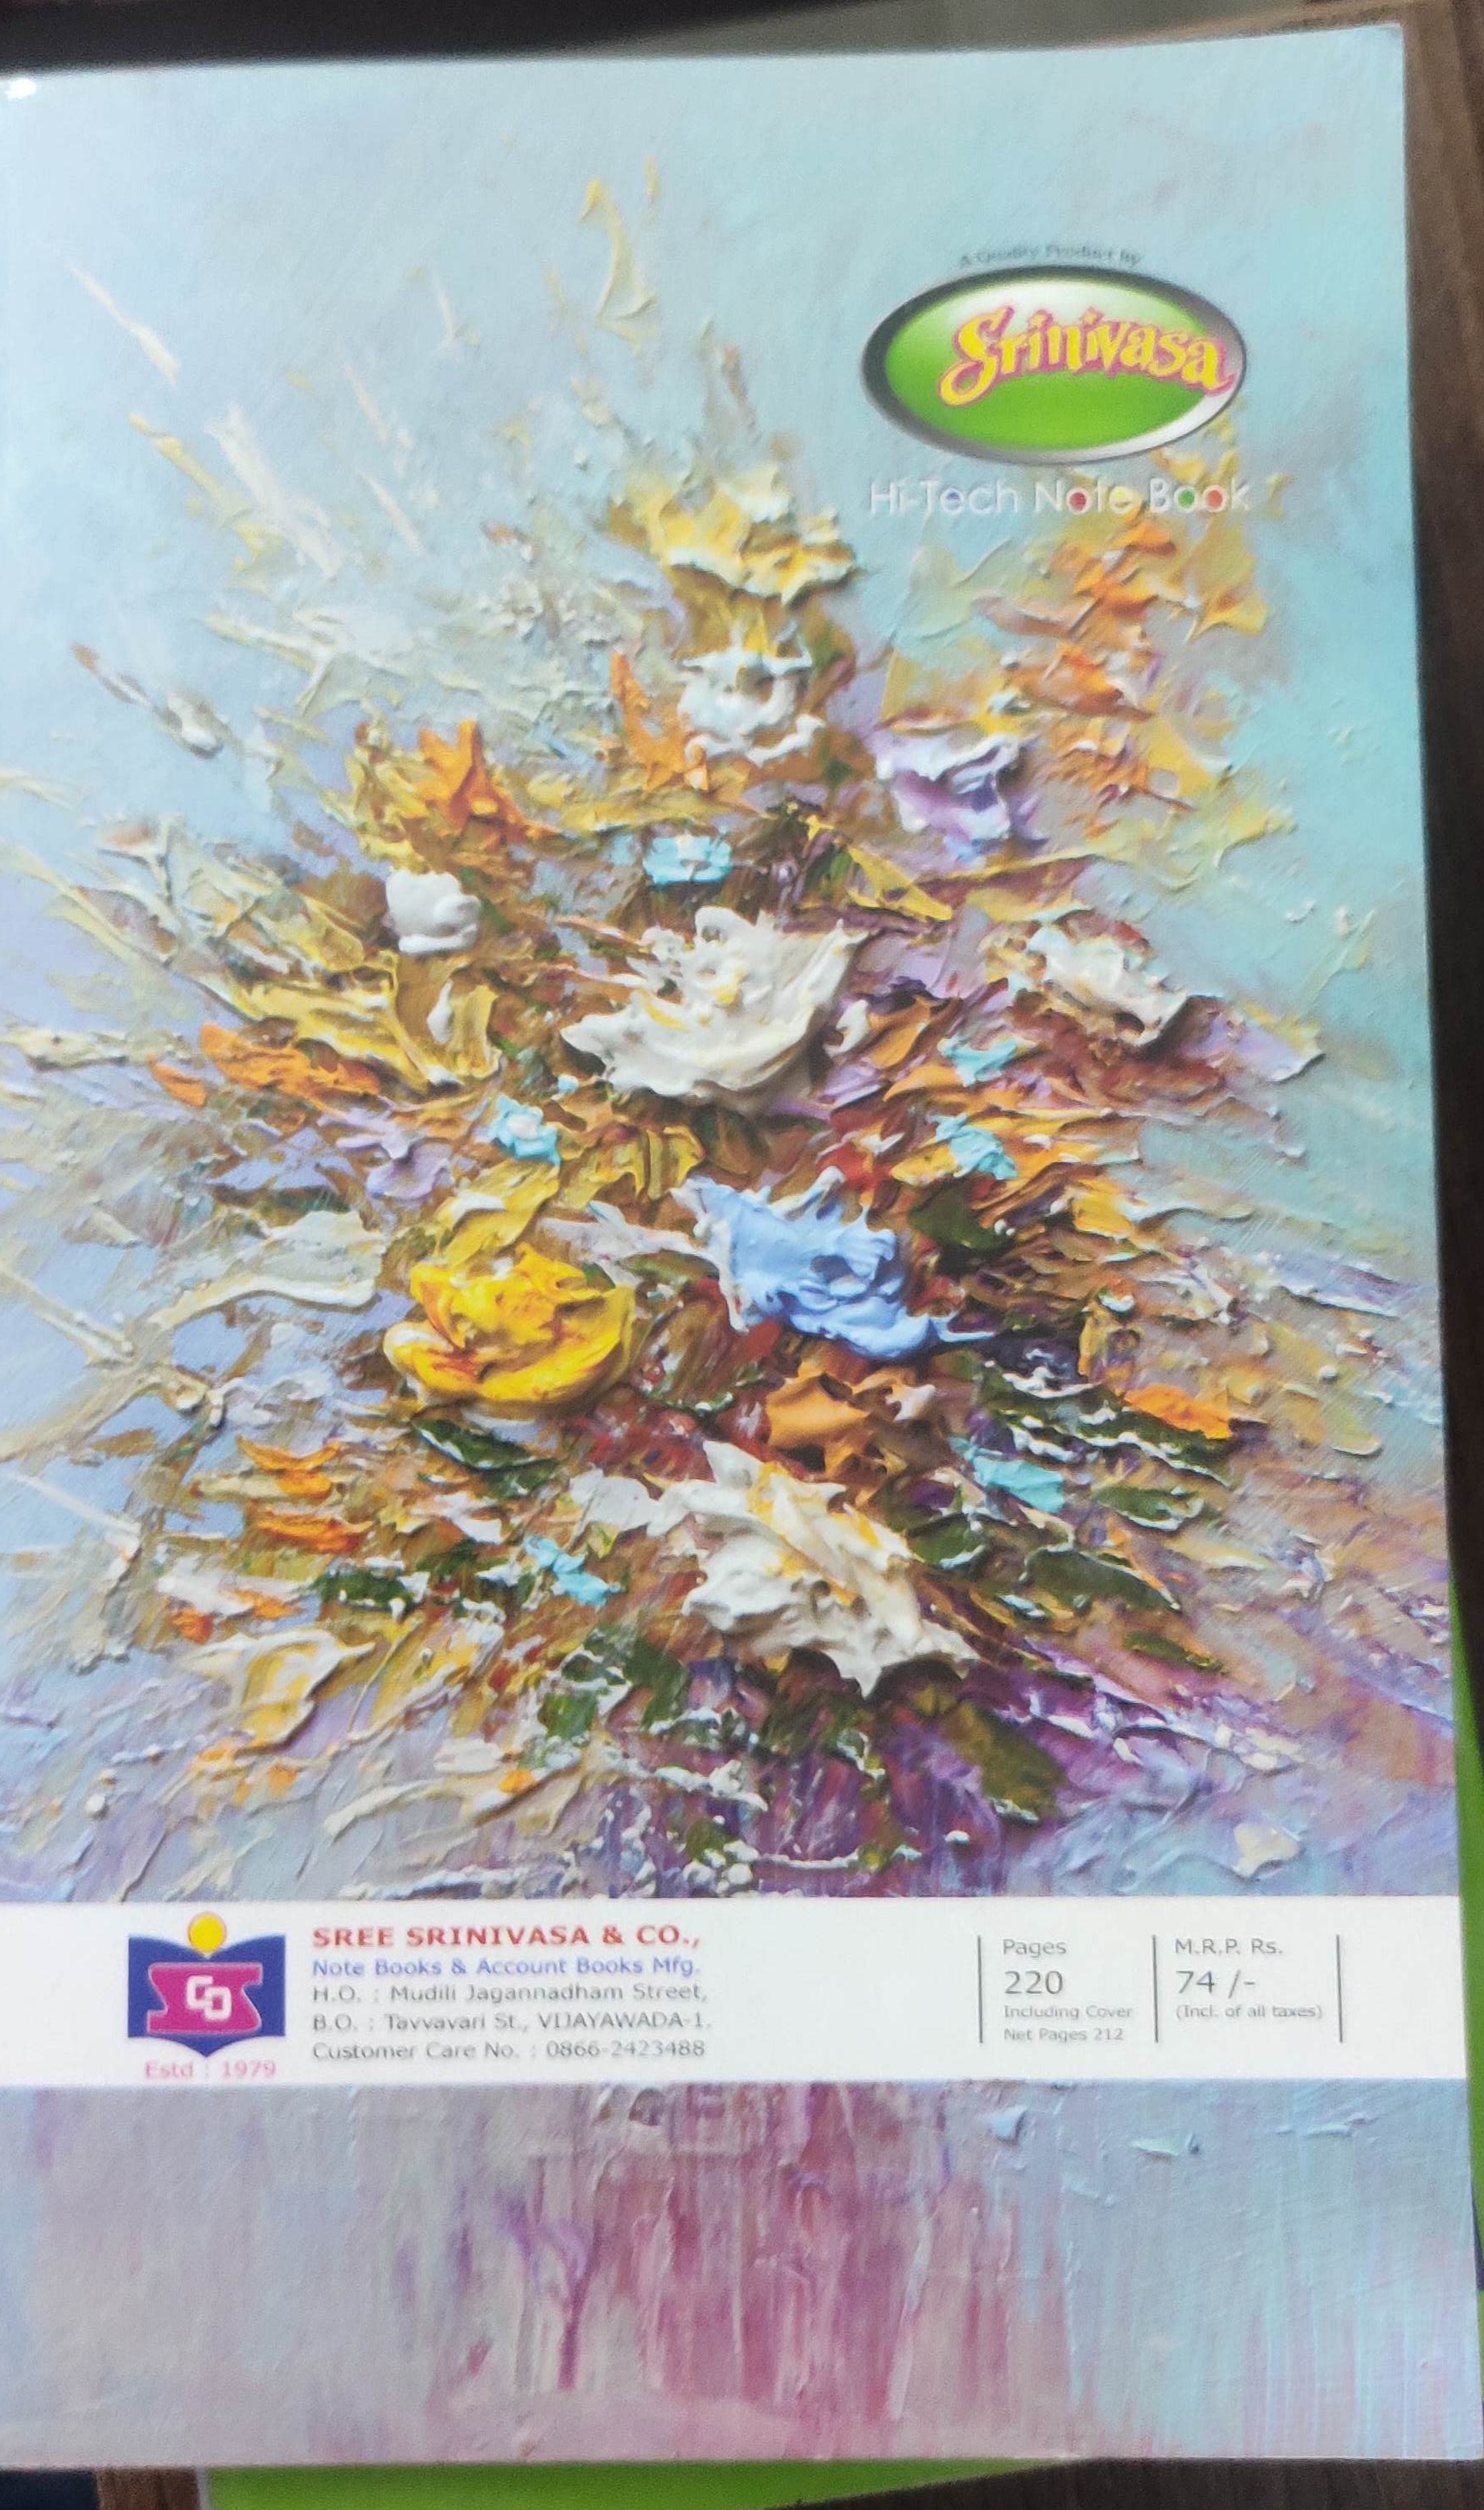 A Quality Product by
Srinivasa
Hi-Tech Note Book
CO
Estd : 1979
SREE SRINIVASA & CO.,
Note Books & Account Books Mfg.
H.O. : Mudili Jagannadham Street,
B.O. : Tavvavari St., VIJAYAWADA-1.
Customer Care No. : 0866-2423488
Pages
220
Including Cover
Net Pages 212
M.R.P. Rs.
74 /-
(Incl. of all taxes)